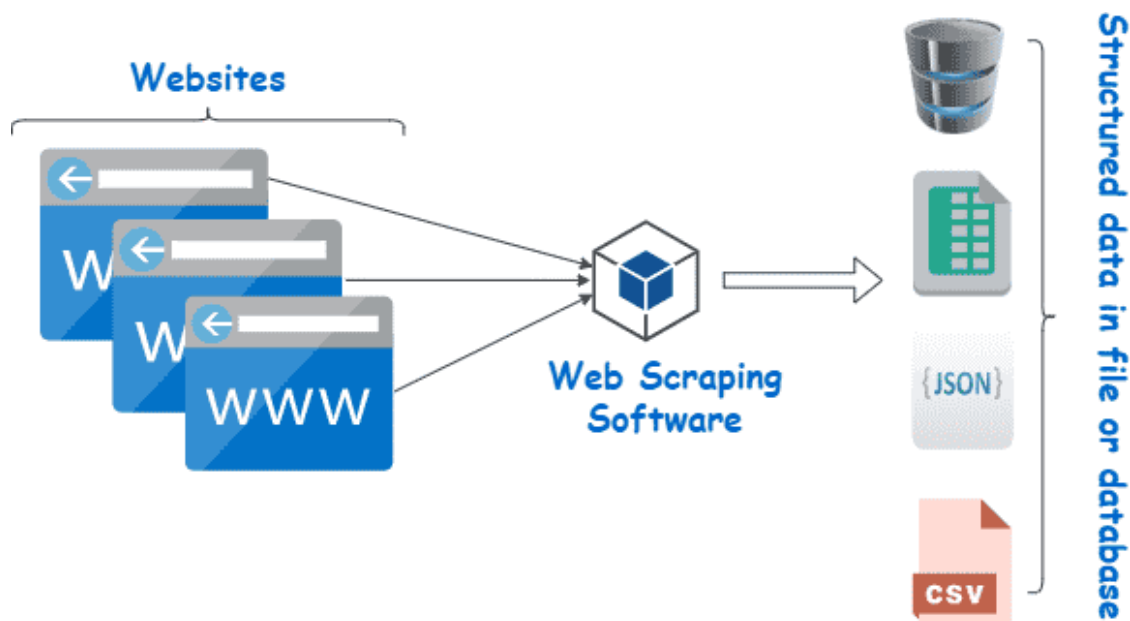 Websites
W
W
WWW
Web Scraping
Software
{JSON}
CSV
Structured data in file or database